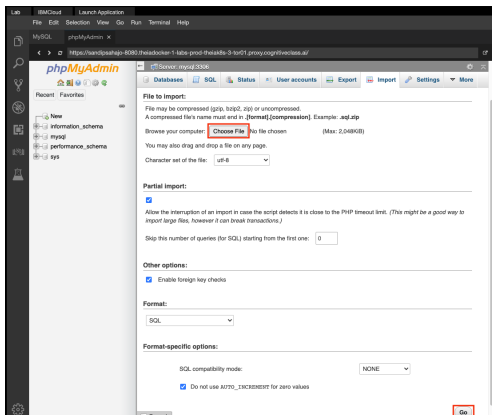 Lab IBMCloud Launch Application
File Edit Selection View Go Run Terminal Help
MySQL phpMyAdmin ×
https://sandipsahajo-8080.theiadocker-1-labs-prod-theiak8s-3-tor01.proxy.cognitiveclass.ai/
phpMyAdmin
Recent Favorites
New
information_schema
mysql
performance_schema
sys
Server: mysql:3306
Databases SQL Status User accounts Export Import Settings More
File to import:
File may be compressed (gzip, bzip2, zip) or uncompressed.
A compressed file's name must end in .[format].[compression]. Example: .sql.zip
Browse your computer: Choose File No file chosen (Max: 2,048KiB)
You may also drag and drop a file on any page.
Character set of the file: utf-8
Partial import:
Allow the interruption of an import in case the script detects it is close to the PHP timeout limit. (This might be a good way to
import large files, however it can break transactions.)
Skip this number of queries (for SQL) starting from the first one: 0
Other options:
Enable foreign key checks
Format:
SQL
Format-specific options:
SQL compatibility mode: NONE
Do not use AUTO_INCREMENT for zero values
Go